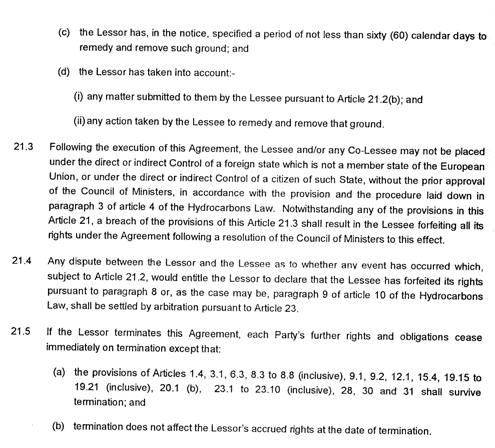 (c) the Lessor has, in the notice, specified a period of not less than sixty (60) calendar days to
remedy and remove such ground; and
(d) the Lessor has taken into account:-
(i) any matter submitted to them by the Lessee pursuant to Article 21.2(b); and
(ii) any action taken by the Lessee to remedy and remove that ground.
21.3 Following the execution of this Agreement, the Lessee and/or any Co-Lessee may not be placed
under the direct or indirect Control of a foreign state which is not a member state of the European
Union, or under the direct or indirect Control of a citizen of such State, without the prior approval
of the Council of Ministers, in accordance with the provision and the procedure laid down in
paragraph 3 of article 4 of the Hydrocarbons Law. Notwithstanding any of the provisions in this
Article 21, a breach of the provisions of this Article 21.3 shall result in the Lessee forfeiting all its
rights under the Agreement following a resolution of the Council of Ministers to this effect.
21.4 Any dispute between the Lessor and the Lessee as to whether any event has occurred which,
subject to Article 21.2, would entitle the Lessor to declare that the Lessee has forfeited its rights
pursuant to paragraph 8 or, as the case may be, paragraph 9 of article 10 of the Hydrocarbons
Law, shall be settled by arbitration pursuant to Article 23.
21.5 If the Lessor terminates this Agreement, each Party's further rights and obligations cease
immediately on termination except that:
(a) the provisions of Articles 1.4, 3.1, 6.3, 8.3 to 8.8 (inclusive), 9.1, 9.2, 12.1, 15.4, 19.15 to
19.21 (inclusive), 20.1 (b), 23.1 to 23.10 (inclusive), 28, 30 and 31 shall survive
termination; and
(b) termination does not affect the Lessor's accrued rights at the date of termination.